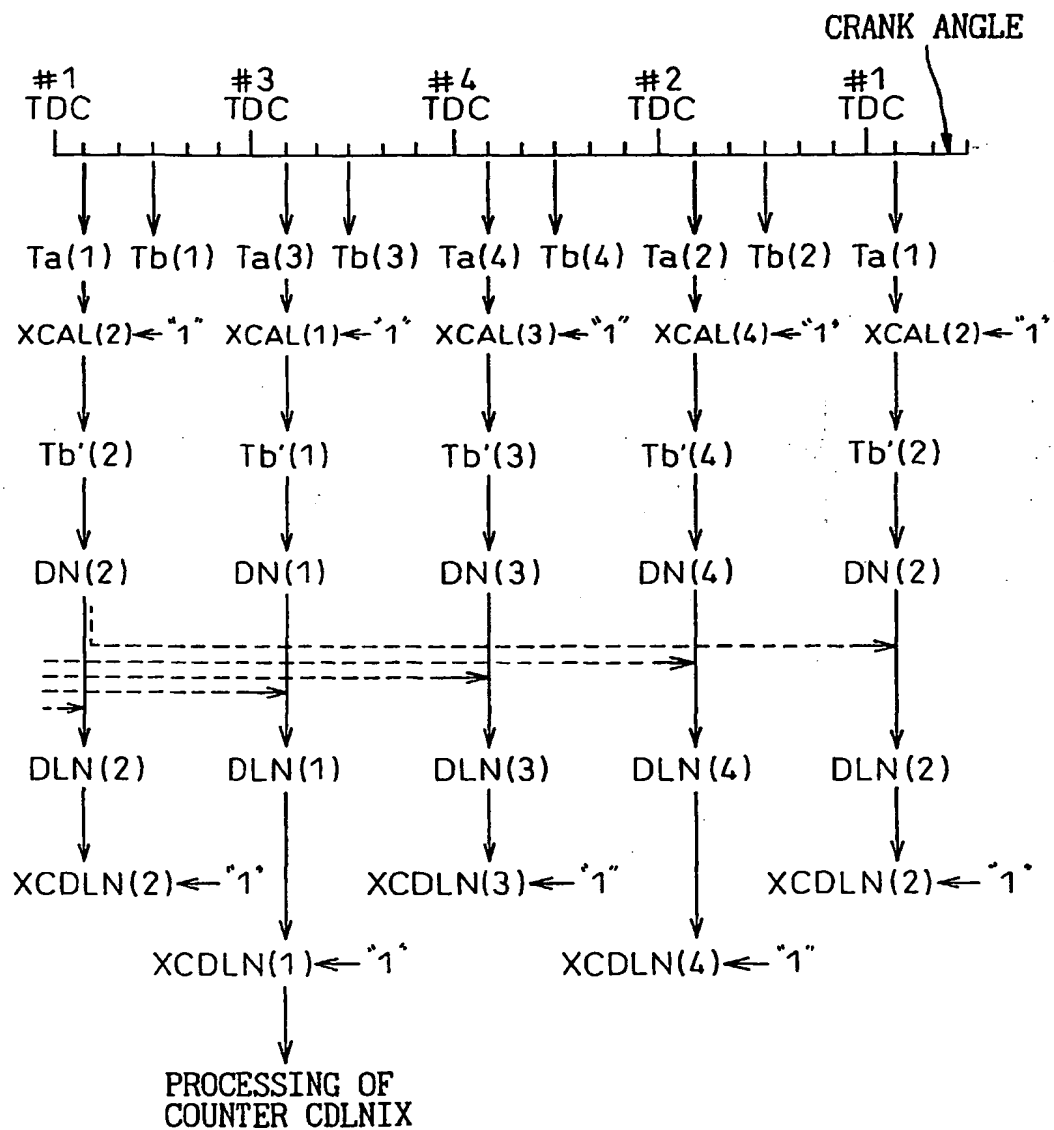 CRANK ANGLE
#1 #3 #4 #2 #1
TDC TDC TDC TDC TDC
Ta(1) Tb(1) Ta(3) Tb(3) Ta(4) Tb(4) Ta(2) Tb(2) Ta(1)
XCAL(2)←"1" XCAL(1)←"1" XCAL(3)←"1" XCAL(4)←"1" XCAL(2)←"1"
Tb'(2) Tb'(1) Tb'(3) Tb'(4) Tb'(2)
DN(2) DN(1) DN(3) DN(4) DN(2)
DLN(2) DLN(1) DLN(3) DLN(4) DLN(2)
XCDLN(2)←"1" XCDLN(3)←"1" XCDLN(2)←"1"
XCDLN(1)←"1" XCDLN(4)←"1"
PROCESSING OF
COUNTER CDLNIX